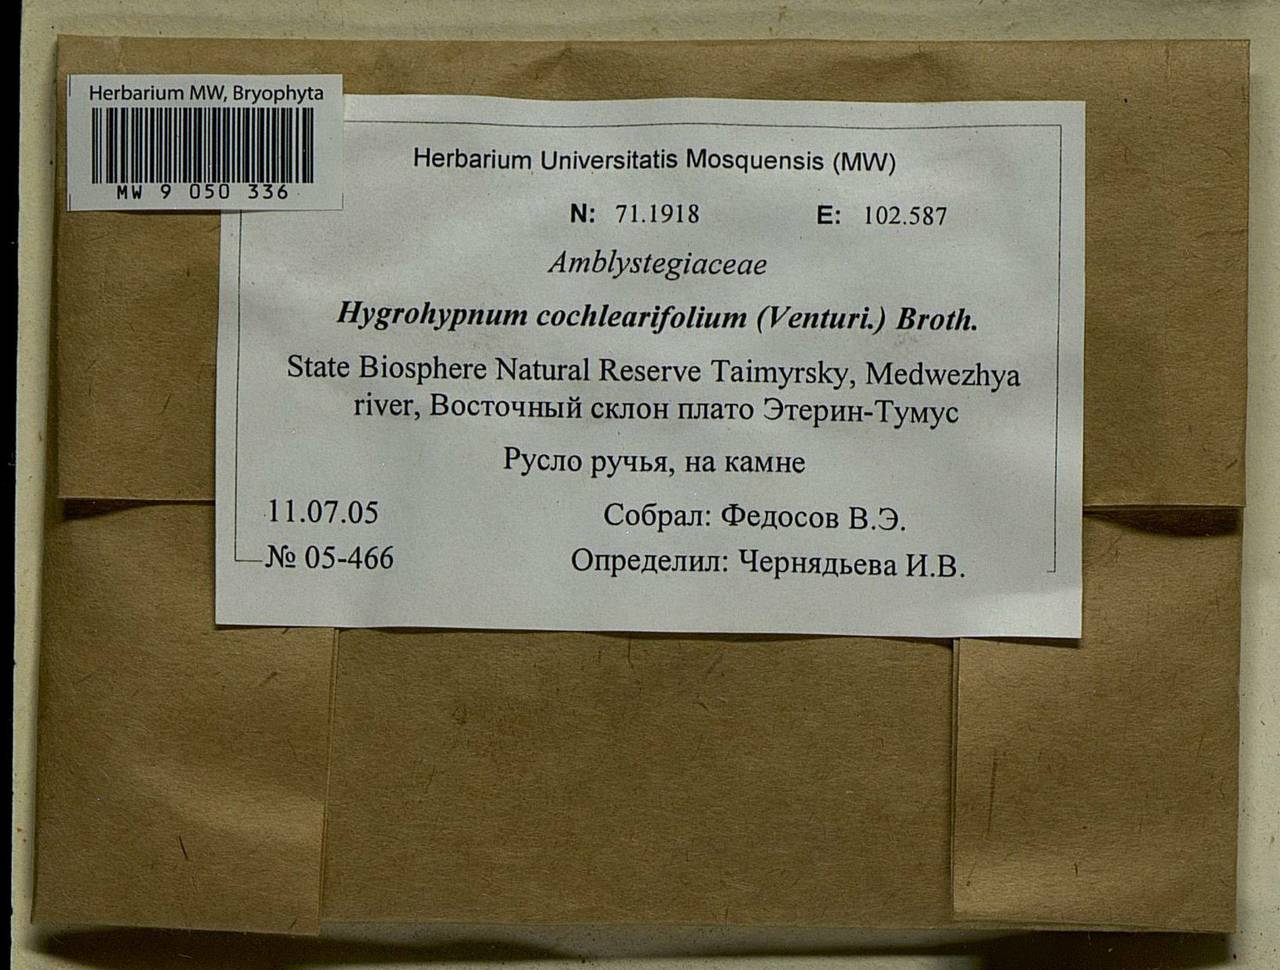 Herbarium MW, Bryophyta
MW 9 050 336
Herbarium Universitatis Mosquensis (MW)
N: 71.1918 E: 102.587
Amblystegiaceae
Hygrohypnum cochlearifolium (Venturi.) Broth.
State Biosphere Natural Reserve Taimyrsky, Medwezhya
river, Восточный склон плато Этерин-Тумус
Русло ручья, на камне
11.07.05 Собрал: Федосов В.Э.
№ 05-466 Определил: Чернядьева И.В.